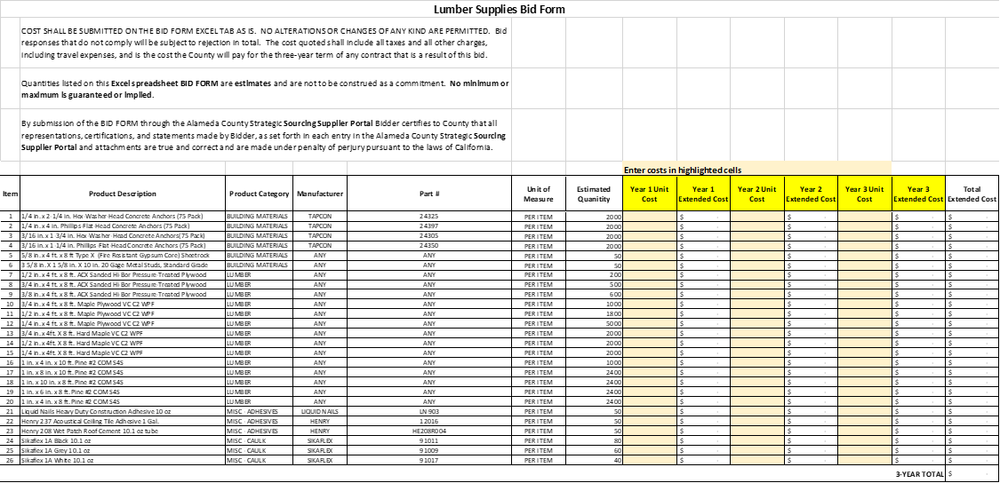 Lumber Supplies Bid Form
COST SHALL BE SUBMITTED ON THE BID FORM EXCEL TAB AS IS. NO ALTERATIONS OR CHANGES OF ANY KIND ARE PERMITTED. Bid
responses that do not comply will be subject to rejection in total. The cost quoted shall include all taxes and all other charges,
including travel expenses, and is the cost the County will pay for the three-year term of any contract that is a result of this bid.
Quantities listed on this Excel spreadsheet BID FORM are estimates and are not to be construed as a commitment. No minimum or
maximum is guaranteed or implied.
By submission of the BID FORM through the Alameda County Strategic Sourcing Supplier Portal Bidder certifies to County that all
representations, certifications, and statements made by Bidder, as set forth in each entry in the Alameda County Strategic Sourcing
Supplier Portal and attachments are true and correct and are made under penalty of perjury pursuant to the laws of California.
Enter costs in highlighted cells
Item Product Description Product Category Manufacturer Part # Unit of Measure Estimated Quantity Year 1 Unit Cost Year 1 Extended Cost Year 2 Unit Cost Year 2 Extended Cost Year 3 Unit Cost Year 3 Extended Cost Total Extended Cost
1 1/4 in. x 2-1/4 in. Hex-Washer-Head Concrete Anchors (75 Pack) BUILDING MATERIALS TAPCON 24325 PER ITEM 2000 $ - $ - $ - $ -
2 1/4 in. x 4 in. Phillips-Flat-Head Concrete Anchors (75 Pack) BUILDING MATERIALS TAPCON 24397 PER ITEM 2000 $ - $ - $ - $ -
3 3/16 in. x 1-3/4 in. Hex-Washer-Head Concrete Anchors (75 Pack) BUILDING MATERIALS TAPCON 24305 PER ITEM 2000 $ - $ - $ - $ -
4 3/16 in. x 1-1/4 in. Phillips-Flat-Head Concrete Anchors (75 Pack) BUILDING MATERIALS TAPCON 24350 PER ITEM 2000 $ - $ - $ - $ -
5 5/8 in. x 4 ft. x 8 ft Type X (Fire Resistant Gypsum Core) Sheetrock BUILDING MATERIALS ANY ANY PER ITEM 50 $ - $ - $ - $ -
6 3 5/8 in. X 1 5/8 in. X 10 in. 20 Gage Metal Studs, Standard Grade BUILDING MATERIALS ANY ANY PER ITEM 50 $ - $ - $ - $ -
7 1/2 in. x 4 ft. x 8 ft. ACX Sanded Hi-Bor Pressure-Treated Plywood LUMBER ANY ANY PER ITEM 200 $ - $ - $ - $ -
8 3/4 in. x 4 ft. x 8 ft. ACX Sanded Hi-Bor Pressure-Treated Plywood LUMBER ANY ANY PER ITEM 500 $ - $ - $ - $ -
9 3/8 in. x 4 ft. x 8 ft. ACX Sanded Hi-Bor Pressure-Treated Plywood LUMBER ANY ANY PER ITEM 600 $ - $ - $ - $ -
10 3/4 in. x 4 ft. x 8 ft. Maple Plywood VC C2 WPF LUMBER ANY ANY PER ITEM 1000 $ - $ - $ - $ -
11 1/2 in. x 4 ft. x 8 ft. Maple Plywood VC C2 WPF LUMBER ANY ANY PER ITEM 1800 $ - $ - $ - $ -
12 1/4 in. x 4 ft. x 8 ft. Maple Plywood VC C2 WPF LUMBER ANY ANY PER ITEM 5000 $ - $ - $ - $ -
13 3/4 in. x 4ft. X 8 ft. Hard Maple VC C2 WPF LUMBER ANY ANY PER ITEM 2000 $ - $ - $ - $ -
14 1/2 in. x 4ft. X 8 ft. Hard Maple VC C2 WPF LUMBER ANY ANY PER ITEM 2000 $ - $ - $ - $ -
15 1/4 in. x 4ft. X 8 ft. Hard Maple VC C2 WPF LUMBER ANY ANY PER ITEM 2000 $ - $ - $ - $ -
16 1 in. x 4 in. x 10 ft. Pine #2 COM S4S LUMBER ANY ANY PER ITEM 1000 $ - $ - $ - $ -
17 1 in. x 8 in. x 10 ft. Pine #2 COM S4S LUMBER ANY ANY PER ITEM 2400 $ - $ - $ - $ -
18 1 in. x 10 in. x 8 ft. Pine #2 COM S4S LUMBER ANY ANY PER ITEM 2400 $ - $ - $ - $ -
19 1 in. x 6 in. x 8 ft. Pine #2 COM S4S LUMBER ANY ANY PER ITEM 2400 $ - $ - $ - $ -
20 1 in. x 4 in. x 8 ft. Pine #2 COM S4S LUMBER ANY ANY PER ITEM 2400 $ - $ - $ - $ -
21 Liquid Nails Heavy Duty Construction Adhesive 10 oz MISC - ADHESIVES LIQUID NAILS LN 903 PER ITEM 50 $ - $ - $ - $ -
22 Henry 237 Acoustical Ceiling Tile Adhesive 1 Gal. MISC - ADHESIVES HENRY 12016 PER ITEM 50 $ - $ - $ - $ -
23 Henry 208 Wet Patch Roof Cement 10.1 oz tube MISC - ADHESIVES HENRY HE208R004 PER ITEM 50 $ - $ - $ - $ -
24 Sikaflex 1A Black 10.1 oz MISC - CAULK SIKAFLEX 91011 PER ITEM 80 $ - $ - $ - $ -
25 Sikaflex 1A Grey 10.1 oz MISC - CAULK SIKAFLEX 91009 PER ITEM 60 $ - $ - $ - $ -
26 Sikaflex 1A White 10.1 oz MISC - CAULK SIKAFLEX 91017 PER ITEM 40 $ - $ - $ - $ -
3-YEAR TOTAL $ -